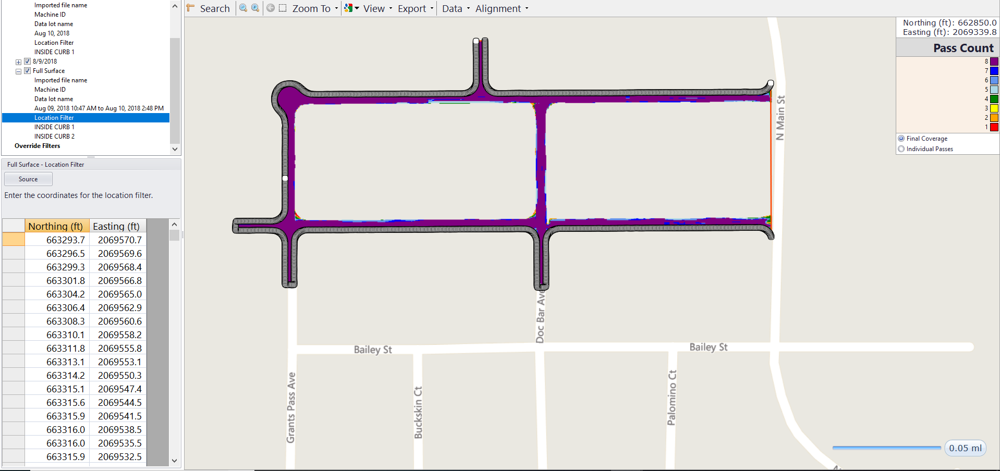 Imported file name
Machine ID
Data lot name
Aug 10, 2018
Location Filter
INSIDE CURB 1
8/9/2018
Full Surface
Imported file name
Machine ID
Data lot name
Aug 09, 2018 10:47 AM to Aug 10, 2018 2:48 PM
Location Filter
INSIDE CURB 1
INSIDE CURB 2
Override Filters
Full Surface - Location Filter
Source
Enter the coordinates for the location filter.
Northing (ft) Easting (ft)
663293.7 2069570.7
663296.5 2069569.6
663299.3 2069568.4
663301.8 2069566.8
663304.2 2069565.0
663306.4 2069562.9
663308.3 2069560.6
663310.1 2069558.2
663311.8 2069555.8
663313.1 2069553.1
663314.2 2069550.3
663315.1 2069547.4
663315.6 2069544.5
663315.9 2069541.5
663316.0 2069538.5
663316.0 2069535.5
663315.9 2069532.5
Search Zoom To View Export Data Alignment
Northing (ft): 662850.0
Easting (ft): 2069339.8
Pass Count
8
7
6
5
4
3
2
1
Final Coverage
Individual Passes
N Main St
Doc Bar Ave
Bailey St
Bailey St
Grants Pass Ave
Buckskin Ct
Palomino Ct
0.05 ml